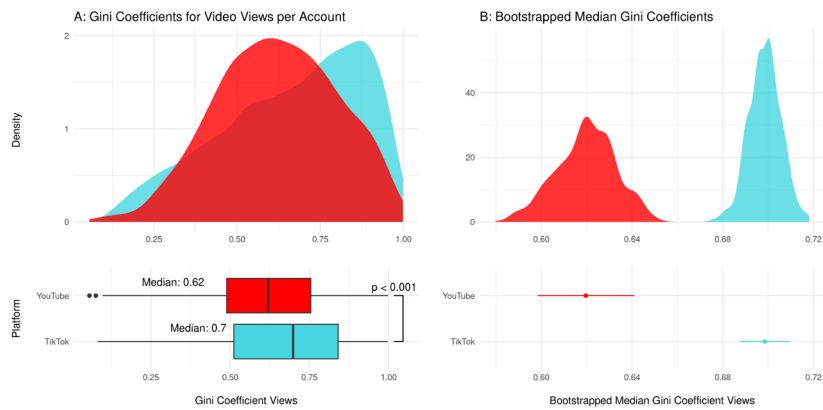 A: Gini Coefficients for Video Views per Account
2
1
0
Density
0.25 0.50 0.75 1.00
Median: 0.62
p < 0.001
YouTube
Median: 0.7
TikTok
Platform
0.25 0.50 0.75 1.00
Gini Coefficient Views
B: Bootstrapped Median Gini Coefficients
40
20
0
0.60 0.64 0.68 0.72
YouTube
TikTok
0.60 0.64 0.68 0.72
Bootstrapped Median Gini Coefficient Views